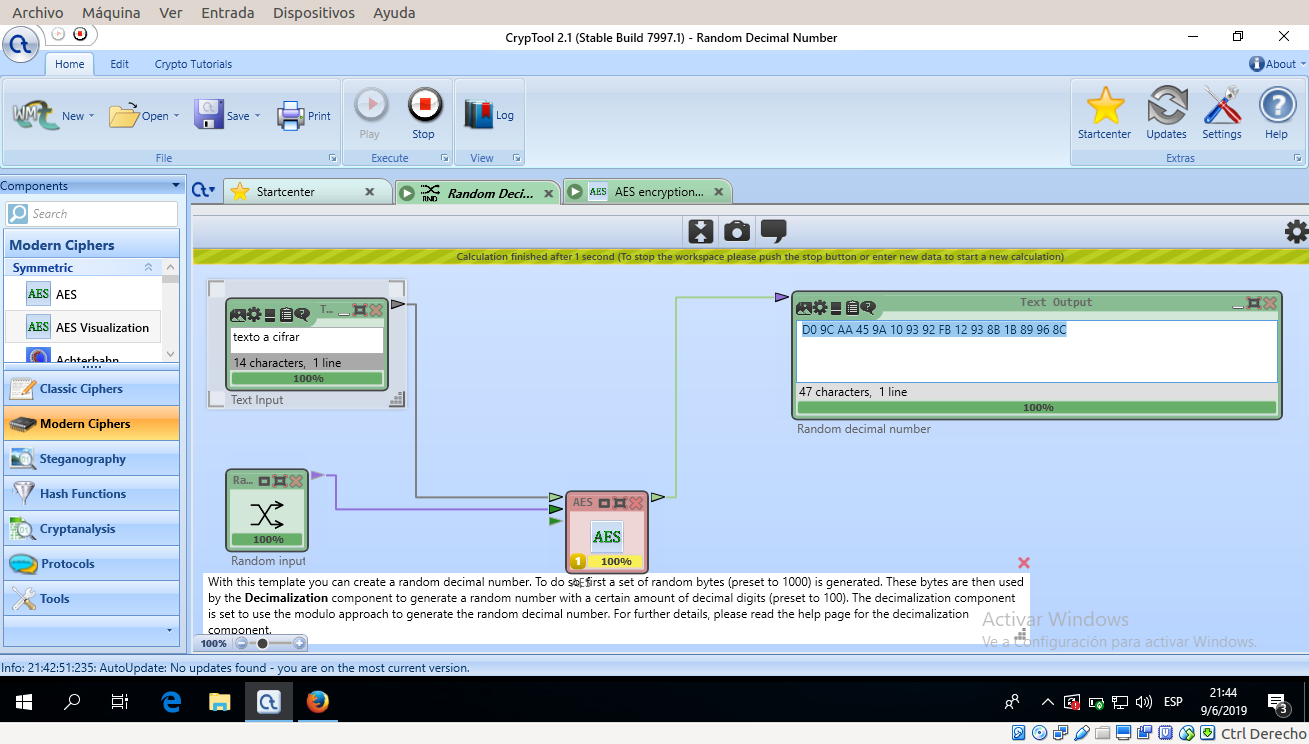 Archivo Máquina Ver Entrada Dispositivos Ayuda
CrypTool 2.1 (Stable Build 7997.1) - Random Decimal Number
Home Edit Crypto Tutorials About
New Open Save Print Play Stop Log Startcenter Updates Settings Help
File Execute View Extras
Components
Search
Modern Ciphers
Symmetric
AES AES
AES AES Visualization
Achterbahn
Classic Ciphers
Modern Ciphers
Steganography
Hash Functions
Cryptanalysis
Protocols
Tools
Startcenter RND Random Deci... AES AES encryption...
Calculation finished after 1 second (To stop the workspace please push the stop button or enter new data to start a new calculation)
T...
texto a cifrar
14 characters, 1 line
100%
Text Input
Text Output
D0 9C AA 45 9A 10 93 92 FB 12 93 8B 1B 89 96 8C
47 characters, 1 line
100%
Random decimal number
Ra...
100%
Random input
AES
AES
1 100%
AES
With this template you can create a random decimal number. To do so first a set of random bytes (preset to 1000) is generated. These bytes are then used
by the Decimalization component to generate a random number with a certain amount of decimal digits (preset to 100). The decimalization component
is set to use the modulo approach to generate the random decimal number. For further details, please read the help page for the decimalization
component.
100%
Activar Windows
Ve a Configuración para activar Windows.
Info: 21:42:51:235: AutoUpdate: No updates found - you are on the most current version.
ESP
21:44
9/6/2019
3
Ctrl Derecho